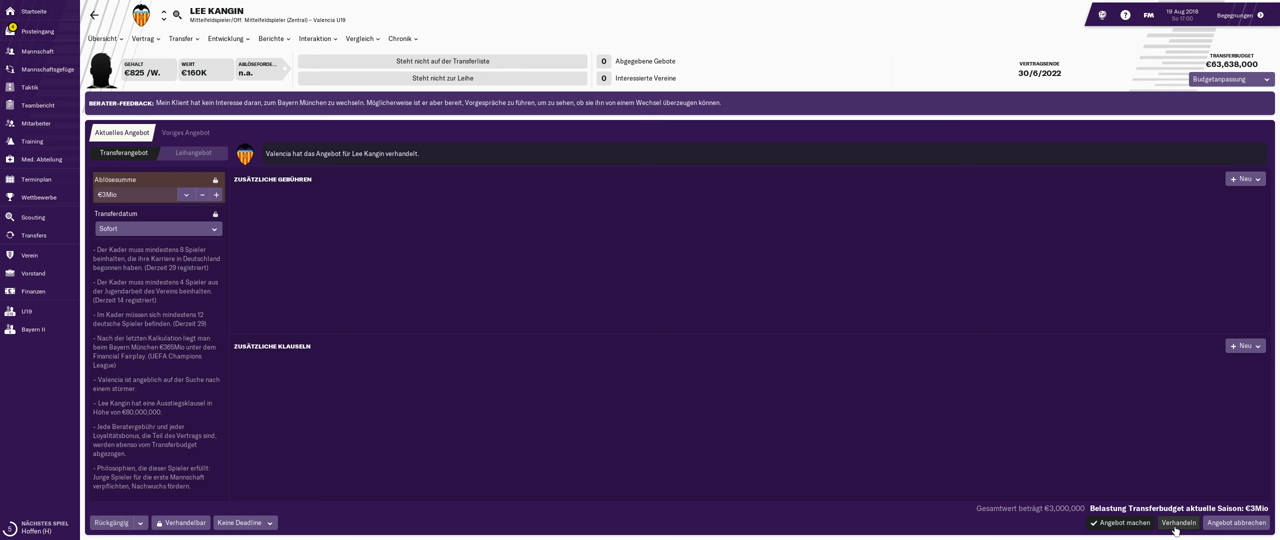 Startseite
Posteingang
Mannschaft
Mannschaftsgefüge
Taktik
Teambericht
Mitarbeiter
Training
Med. Abteilung
Terminplan
Wettbewerbe
Scouting
Transfers
Verein
Vorstand
Finanzen
U19
Bayern II
5
NÄCHSTES SPIEL
Hoffen (H)
LEE KANGIN
Mittelfeldspieler/Off. Mittelfeldspieler (Zentral) – Valencia U19
FM
19 Aug 2018
So 17:00
Begegnungen
Übersicht Vertrag Transfer Entwicklung Berichte Interaktion Vergleich Chronik
GEHALT
€825 /W.
WERT
€160K
ABLÖSEFORDE...
n.a.
Steht nicht auf der Transferliste
Steht nicht zur Leihe
0 Abgegebene Gebote
0 Interessierte Vereine
VERTRAGSENDE
30/6/2022
TRANSFERBUDGET
€63,638,000
Budgetanpassung
BERATER-FEEDBACK: Mein Klient hat kein Interesse daran, zum Bayern München zu wechseln. Möglicherweise ist er aber bereit, Vorgespräche zu führen, um zu sehen, ob sie ihn von einem Wechsel überzeugen können.
Aktuelles Angebot Voriges Angebot
Transferangebot Leihangebot
Valencia hat das Angebot für Lee Kangin verhandelt.
Ablösesumme
€3Mio
Transferdatum
Sofort
- Der Kader muss mindestens 8 Spieler
beinhalten, die ihre Karriere in Deutschland
begonnen haben. (Derzeit 29 registriert)
- Der Kader muss mindestens 4 Spieler aus
der Jugendarbeit des Vereins beinhalten.
(Derzeit 14 registriert)
- Im Kader müssen sich mindestens 12
deutsche Spieler befinden. (Derzeit 29)
- Nach der letzten Kalkulation liegt man
beim Bayern München €365Mio unter dem
Financial Fairplay. (UEFA Champions
League)
– Valencia ist angeblich auf der Suche nach
einem stürmer.
– Lee Kangin hat eine Ausstiegsklausel in
Höhe von €80,000,000.
- Jede Beratergebühr und jeder
Loyalitätsbonus, die Teil des Vertrags sind,
werden ebenso vom Transferbudget
abgezogen.
- Philosophien, die dieser Spieler erfüllt:
Junge Spieler für die erste Mannschaft
verpflichten, Nachwuchs fördern.
ZUSÄTZLICHE GEBÜHREN
Neu
ZUSÄTZLICHE KLAUSELN
Neu
Gesamtwert beträgt €3,000,000 Belastung Transferbudget aktuelle Saison: €3Mio
Rückgängig Verhandelbar Keine Deadline
Angebot machen Verhandeln Angebot abbrechen